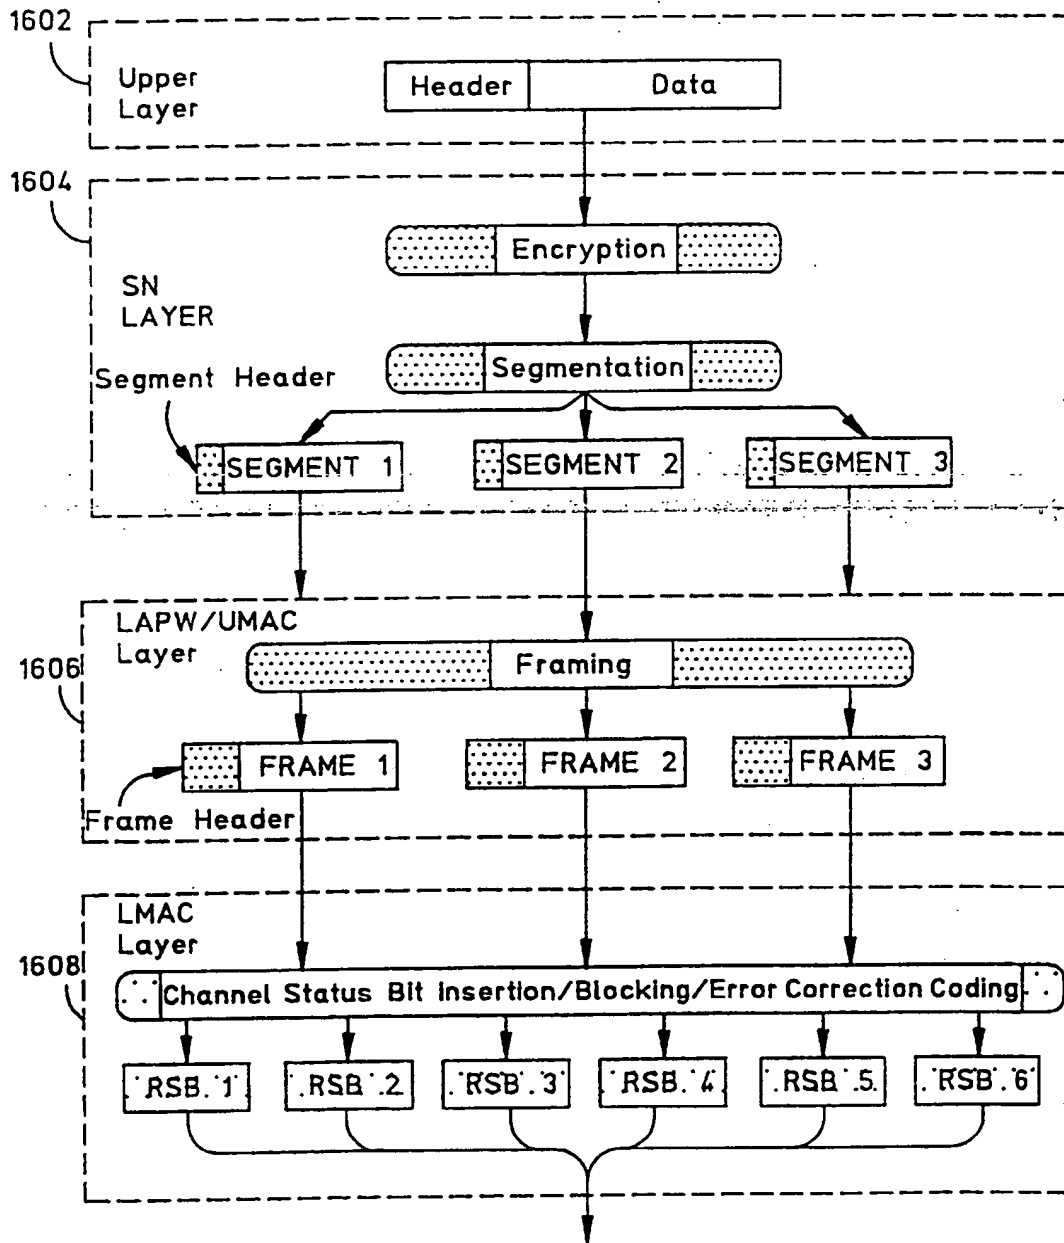 1602
Upper
Layer
Header Data
1604
Encryption
SN
LAYER
Segmentation
Segment Header
SEGMENT 1 SEGMENT 2 SEGMENT 3
LAPW/UMAC
Layer
1606
Framing
FRAME 1 FRAME 2 FRAME 3
Frame Header
LMAC
Layer
1608
Channel Status Bit Insertion/Blocking/Error Correction Coding
RSB 1 RSB 2 RSB 3 RSB 4 RSB 5 RSB 6